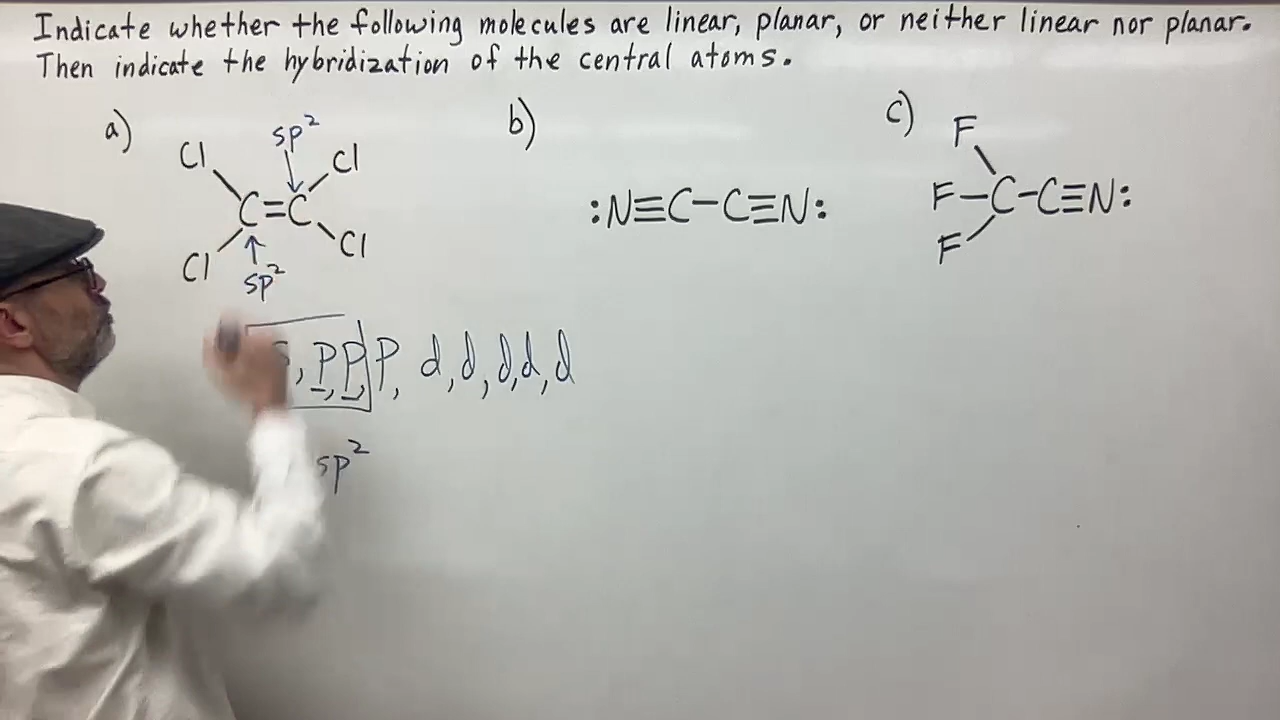 Indicate whether the following molecules are linear, planar, or neither linear nor planar.
Then indicate the hybridization of the central atoms.
a)
sp²
Cl Cl
C=C
Cl Cl
sp²
, p, p, p, d, d, d, d, d
sp²
b)
:N≡C-C≡N:
c)
F
F-C-C≡N:
F